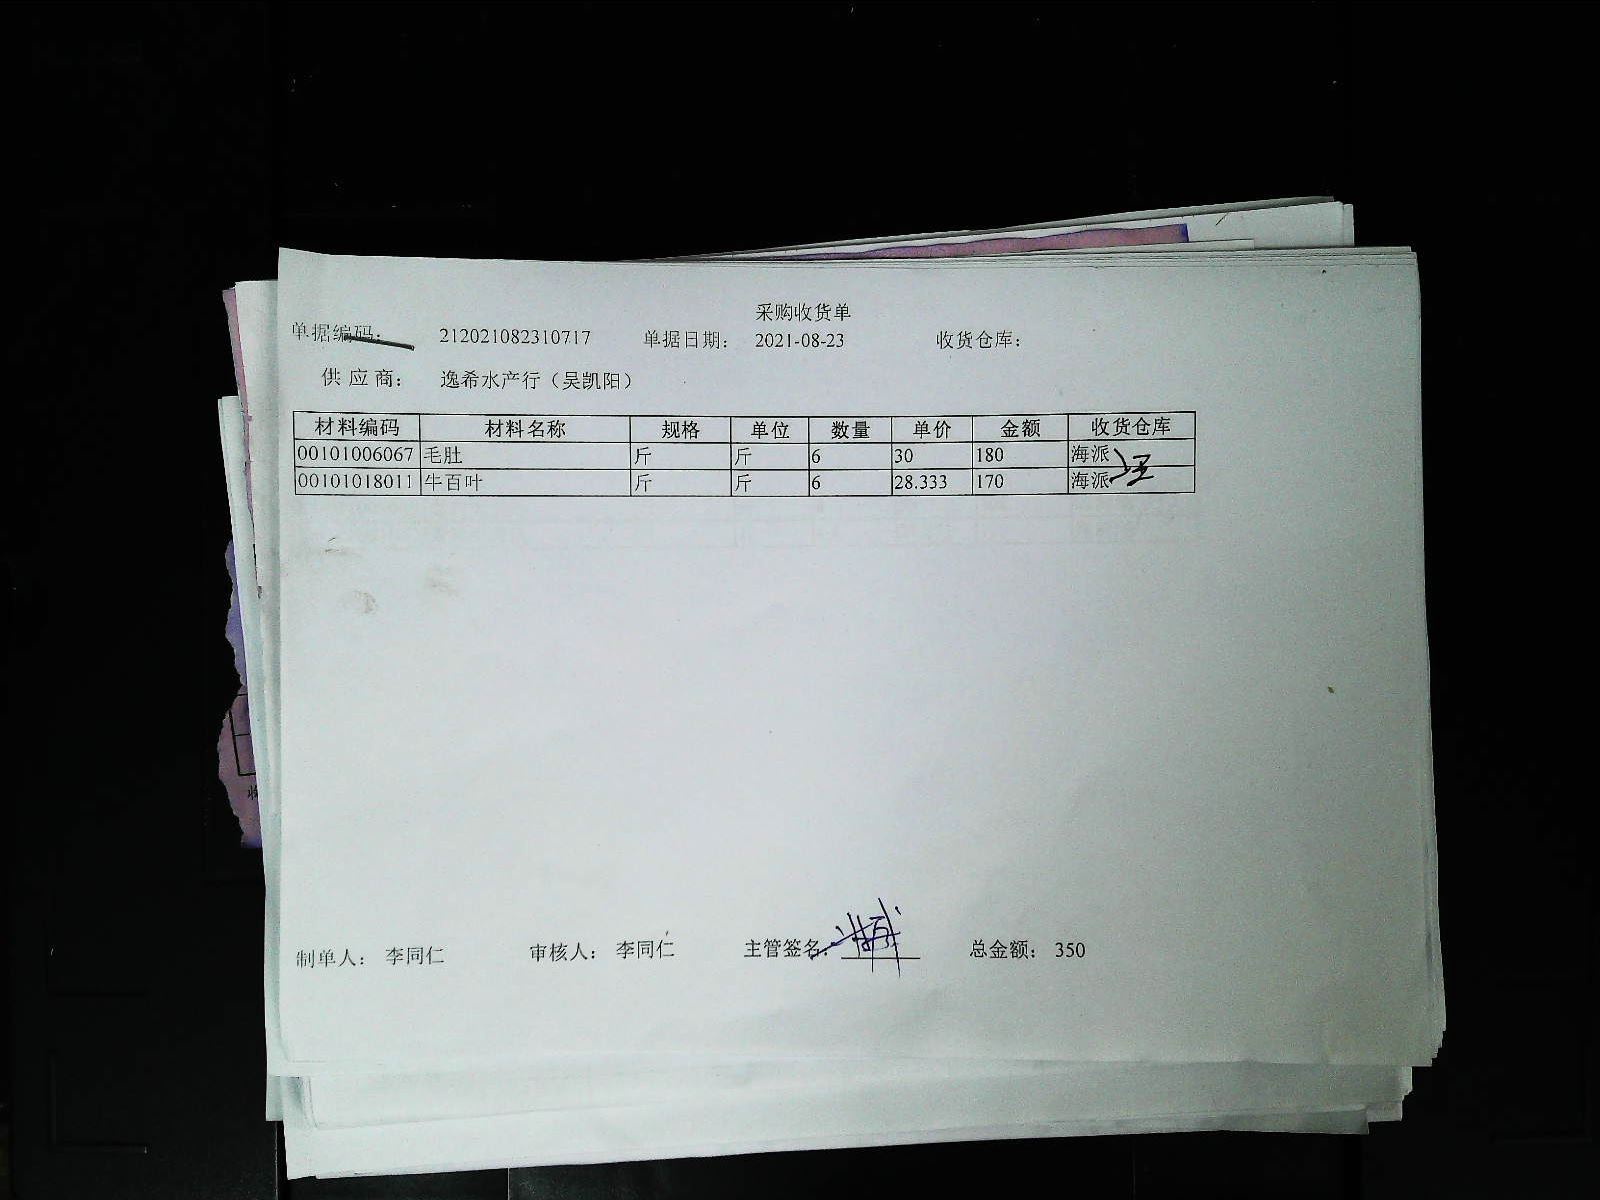 采购收货单
单据编码： 212021082310717 单据日期： 2021-08-23 收货仓库：
供应商： 逸希水产行（吴凯阳）
材料编码 材料名称 规格 单位 数量 单价 金额 收货仓库
00101006067 毛肚 斤 斤 6 30 180 海派
00101018011 牛百叶 斤 斤 6 28.333 170 海派
制单人： 李同仁 审核人： 李同仁 主管签名： 总金额： 350